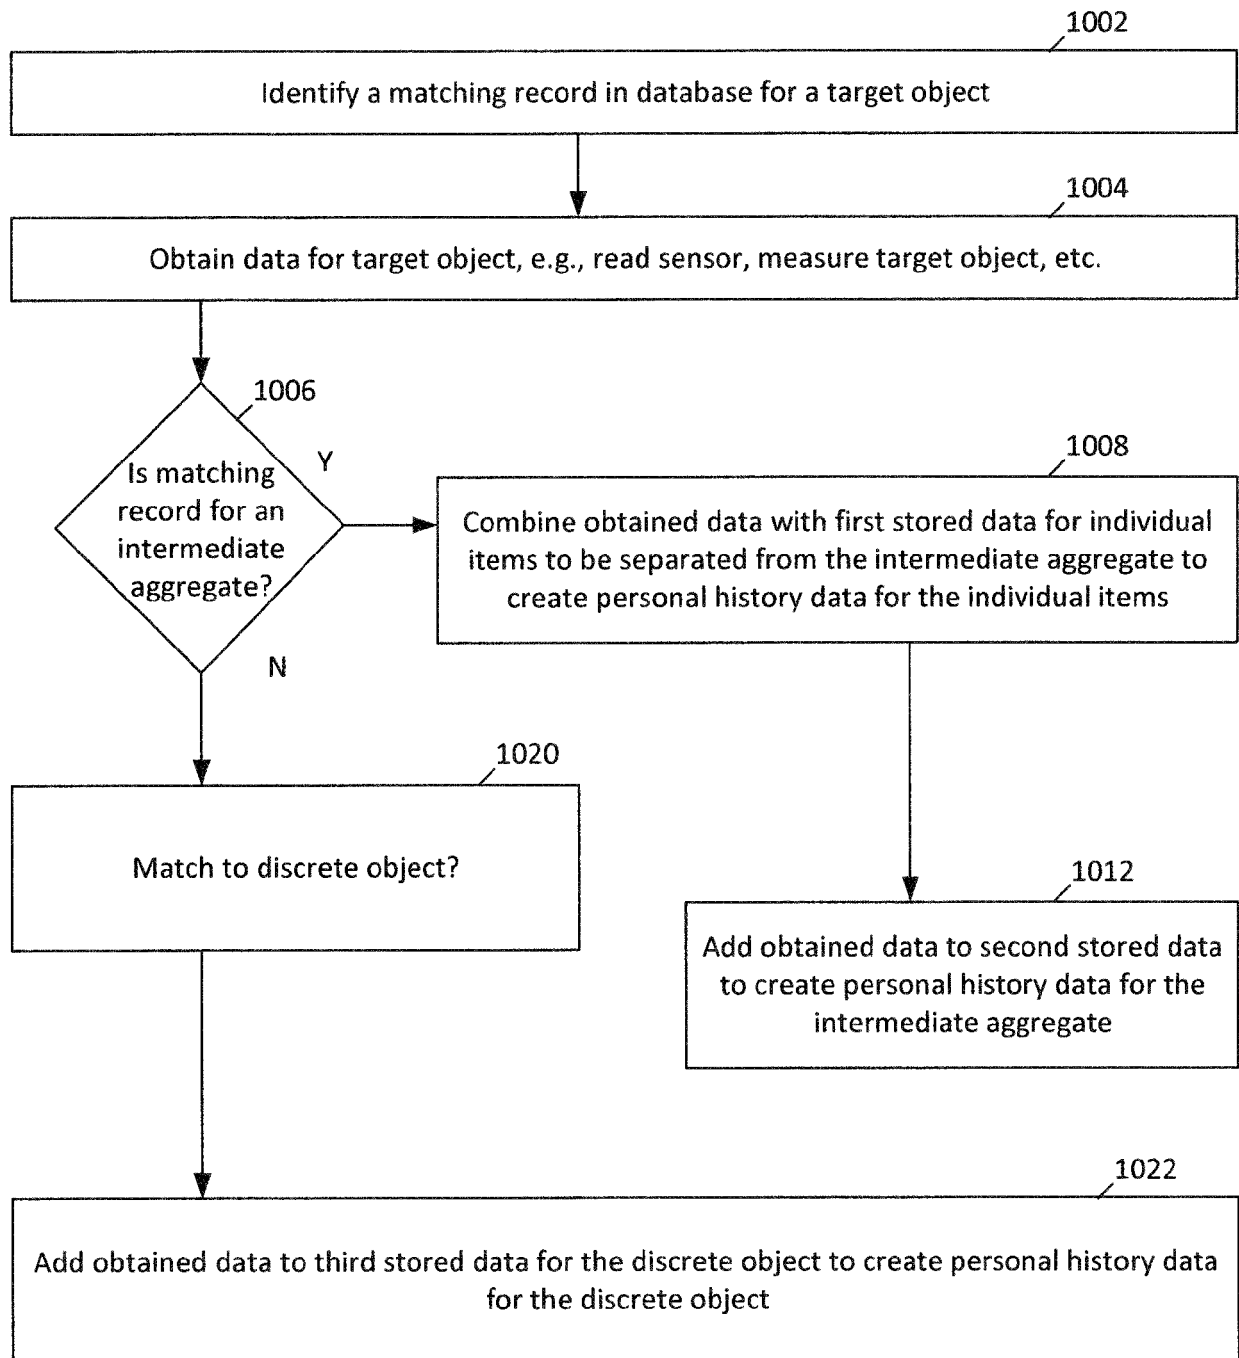 1002
Identify a matching record in database for a target object
1004
Obtain data for target object, e.g., read sensor, measure target object, etc.
1006
Is matching
record for an
intermediate
aggregate?
Y
N
1008
Combine obtained data with first stored data for individual
items to be separated from the intermediate aggregate to
create personal history data for the individual items
1020
Match to discrete object?
1012
Add obtained data to second stored data
to create personal history data for the
intermediate aggregate
1022
Add obtained data to third stored data for the discrete object to create personal history data
for the discrete object